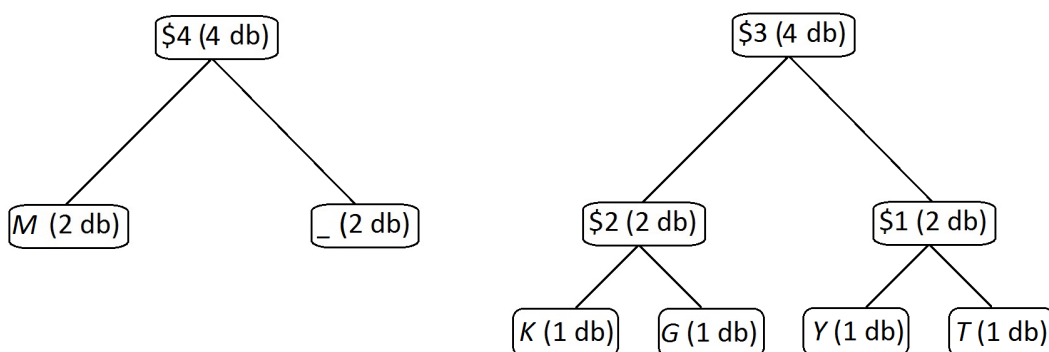 $4 (4 db) $3 (4 db)
M (2 db) _ (2 db) $2 (2 db) $1 (2 db)
K (1 db) G (1 db) Y (1 db) T (1 db)